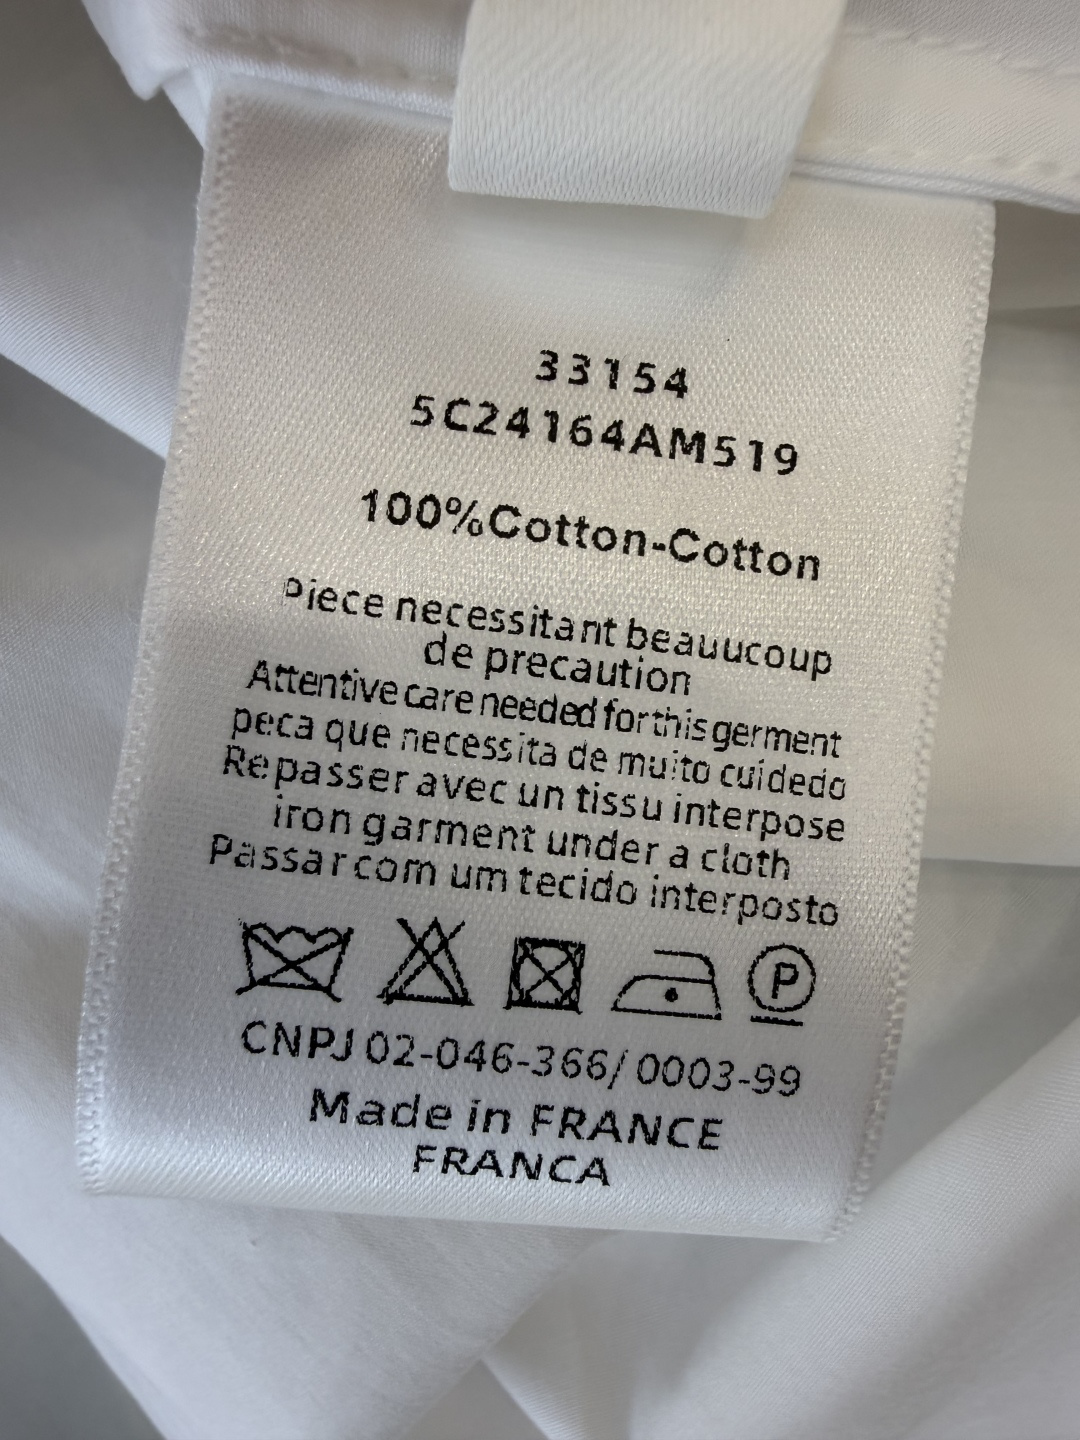 33154
5C24164AM519
100%Cotton-Cotton
Piece necessitant beauucoup
de precaution
Attentive care needed for this germent
peca que necessita de muito cuidedo
Repasser avec un tissu interpose
iron garment under a cloth
Passar com um tecido interposto
P
CNPJ 02-046-366/0003-99
Made in FRANCE
FRANCA